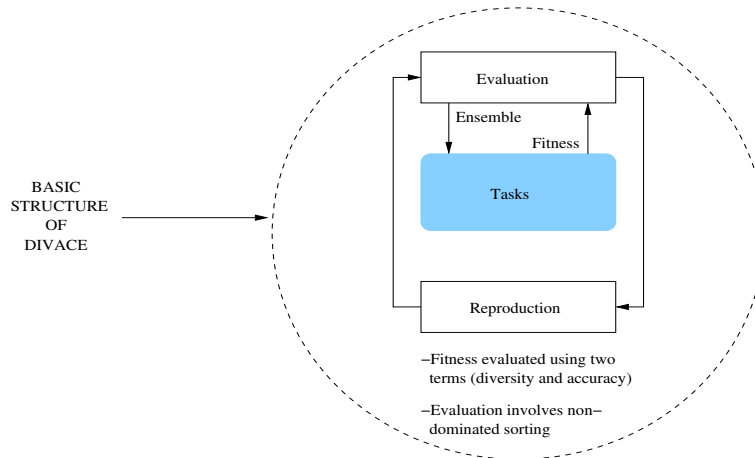 Evaluation
Ensemble
Fitness
Tasks
BASIC
STRUCTURE
OF
DIVACE
Reproduction
−Fitness evaluated using two
terms (diversity and accuracy)
−Evaluation involves non−
dominated sorting